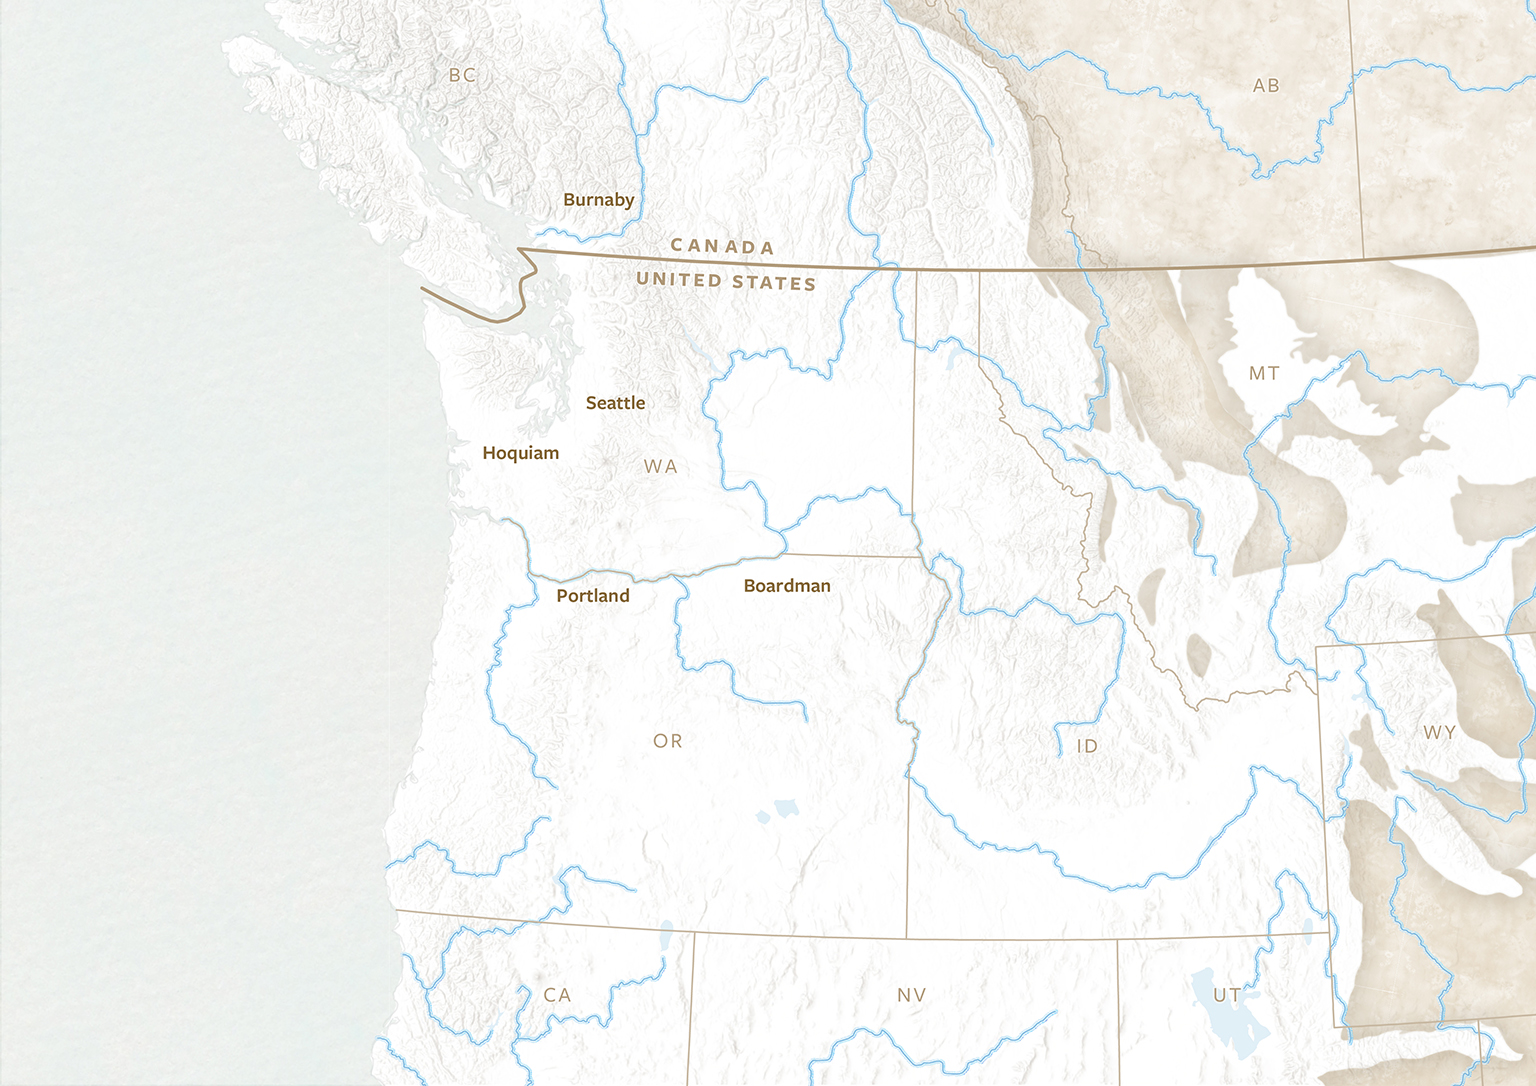 BC
AB
Burnaby
CANADA
UNITED STATES
MT
Seattle
Hoquiam
WA
Boardman
Portland
WY
OR
ID
CA
NV
UT